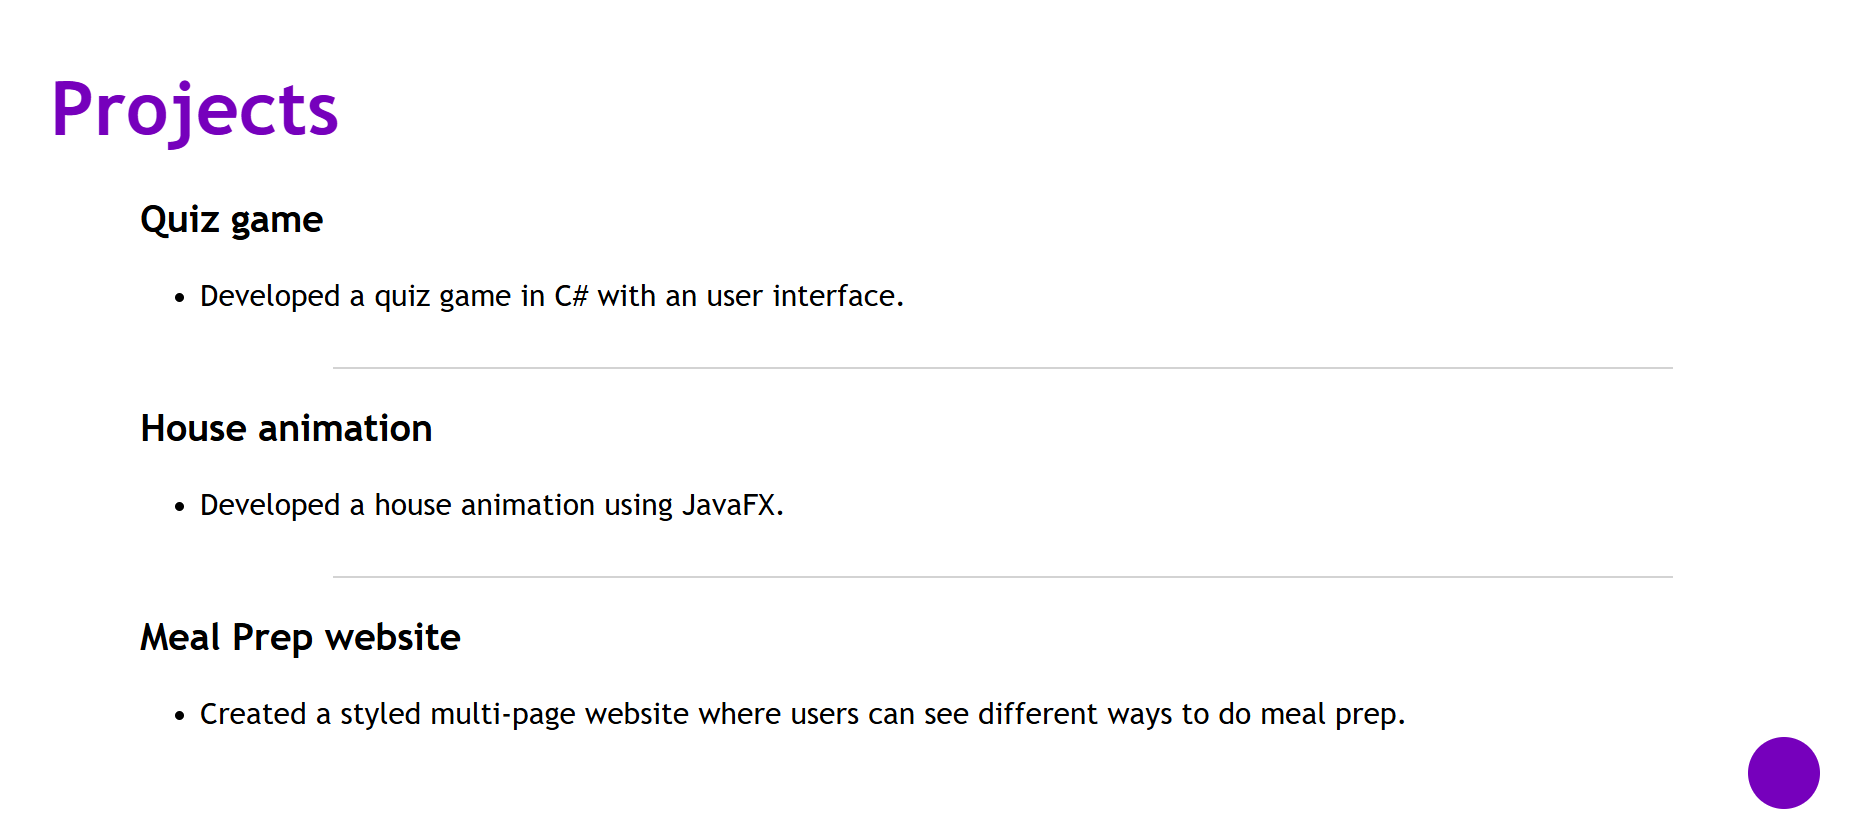 Projects
Quiz game
• Developed a quiz game in C# with an user interface.
House animation
• Developed a house animation using JavaFX.
Meal Prep website
• Created a styled multi-page website where users can see different ways to do meal prep.